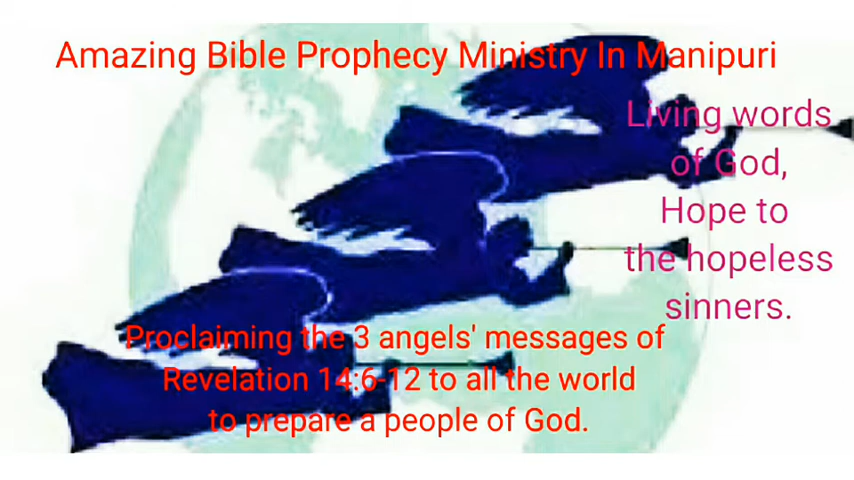 Amazing Bible Prophecy Ministry In Manipuri
Living words
of God,
Hope to
the hopeless
sinners.
Proclaiming the 3 angels' messages of
Revelation 14:6-12 to all the world
to prepare a people of God.